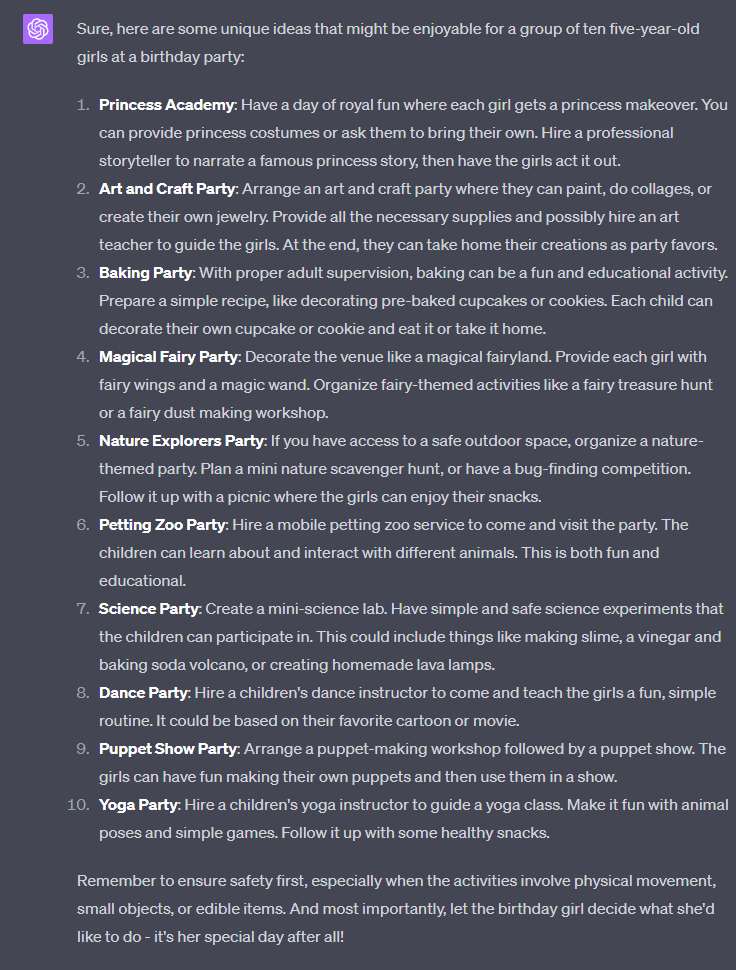 Sure, here are some unique ideas that might be enjoyable for a group of ten five-year-old
girls at a birthday party:
1. Princess Academy: Have a day of royal fun where each girl gets a princess makeover. You
can provide princess costumes or ask them to bring their own. Hire a professional
storyteller to narrate a famous princess story, then have the girls act it out.
2. Art and Craft Party: Arrange an art and craft party where they can paint, do collages, or
create their own jewelry. Provide all the necessary supplies and possibly hire an art
teacher to guide the girls. At the end, they can take home their creations as party favors.
3. Baking Party: With proper adult supervision, baking can be a fun and educational activity.
Prepare a simple recipe, like decorating pre-baked cupcakes or cookies. Each child can
decorate their own cupcake or cookie and eat it or take it home.
4. Magical Fairy Party: Decorate the venue like a magical fairyland. Provide each girl with
fairy wings and a magic wand. Organize fairy-themed activities like a fairy treasure hunt
or a fairy dust making workshop.
5. Nature Explorers Party: If you have access to a safe outdoor space, organize a nature-
themed party. Plan a mini nature scavenger hunt, or have a bug-finding competition.
Follow it up with a picnic where the girls can enjoy their snacks.
6. Petting Zoo Party: Hire a mobile petting zoo service to come and visit the party. The
children can learn about and interact with different animals. This is both fun and
educational.
7. Science Party: Create a mini-science lab. Have simple and safe science experiments that
the children can participate in. This could include things like making slime, a vinegar and
baking soda volcano, or creating homemade lava lamps.
8. Dance Party: Hire a children's dance instructor to come and teach the girls a fun, simple
routine. It could be based on their favorite cartoon or movie.
9. Puppet Show Party: Arrange a puppet-making workshop followed by a puppet show. The
girls can have fun making their own puppets and then use them in a show.
10. Yoga Party: Hire a children's yoga instructor to guide a yoga class. Make it fun with animal
poses and simple games. Follow it up with some healthy snacks.
Remember to ensure safety first, especially when the activities involve physical movement,
small objects, or edible items. And most importantly, let the birthday girl decide what she'd
like to do - it's her special day after all!